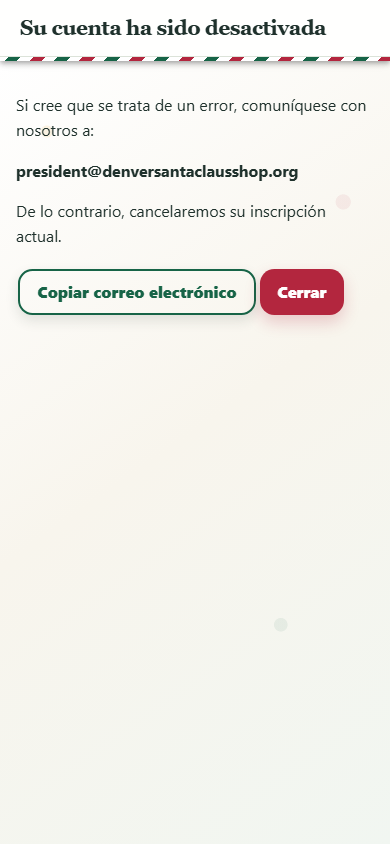 Su cuenta ha sido desactivada
Si cree que se trata de un error, comuníquese con
nosotros a:
president@denversantaclausshop.org
De lo contrario, cancelaremos su inscripción
actual.
Copiar correo electrónico
Cerrar